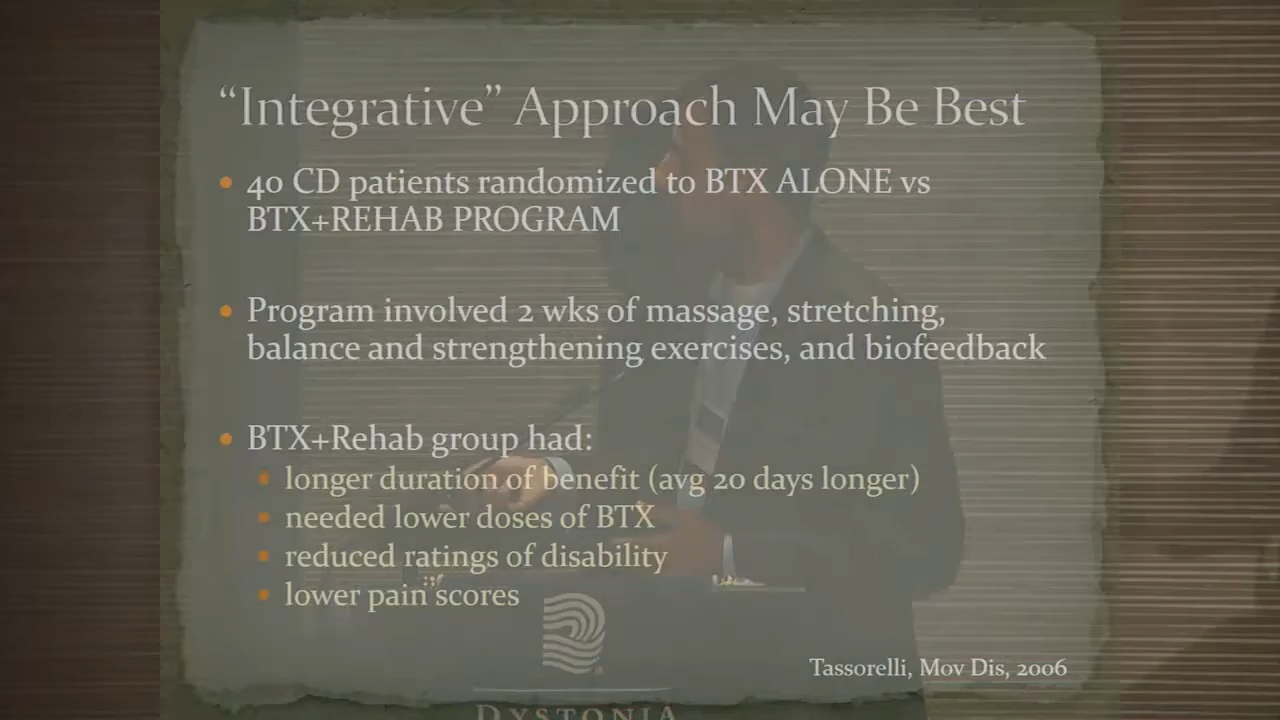 “Integrative” Approach May Be Best
40 CD patients randomized to BTX ALONE vs
BTX+REHAB PROGRAM
Program involved 2 wks of massage, stretching,
balance and strengthening exercises, and biofeedback
BTX+Rehab group had:
longer duration of benefit (avg 20 days longer)
needed lower doses of BTX
reduced ratings of disability
lower pain scores
Tassorelli, Mov Dis, 2006
DYSTONIA